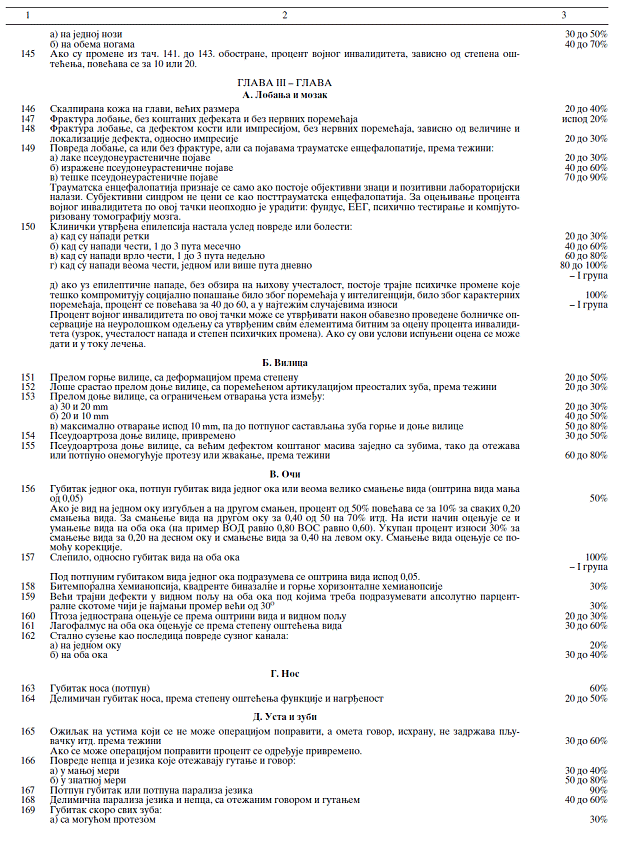 1 2 3
а) на једној нози 30 до 50%
б) на обема ногама 40 до 70%
145 Ако су промене из тач. 141. до 143. обостране, процент војног инвалидитета, зависно од степена ош-
тећења, повећава се за 10 или 20.
ГЛАВА III – ГЛАВА
А. Лобања и мозак
146 Скалпирана кожа на глави, већих размера 20 до 40%
147 Фрактура лобање, без коштаних дефеката и без нервних поремећаја испод 20%
148 Фрактура лобање, са дефектом кости или импресијом, без нервних поремећаја, зависно од величине и
локализације дефекта, односно импресије 20 до 30%
149 Повреда лобање, са или без фрактуре, али са појавама трауматске енцефалопатије, према тежини:
а) лаке псеудонеурастеничне појаве 20 до 30%
б) изражене псеудонеурастеничне појаве 40 до 60%
в) тешке псеудонеурастеничне појаве 70 до 90%
Трауматска енцефалопатија признаје се само ако постоје објективни знаци и позитивни лабораторијски
налази. Субјективни синдром не цени се као посттрауматска енцефалопатија. За оцењивање процента
војног инвалидитета по овој тачки неопходно је урадити: фундус, ЕЕГ, психично тестирање и компјуто-
ризовану томографију мозга.
150 Клинички утврђена епилепсија настала услед повреде или болести:
а) кад су напади ретки 20 до 30%
б) кад су напади чести, 1 до 3 пута месечно 40 до 60%
в) кад су напади врло чести, 1 до 3 пута недељно 60 до 80%
г) кад су напади веома чести, једном или више пута дневно 80 до 100%
– I група
д) ако уз епилептичне нападе, без обзира на њихову учесталост, постоје трајне психичке промене које
тешко компромитују социјално понашање било због поремећаја у интелигенцији, било због карактерних 100%
поремећаја, процент се повећава за 40 до 60, а у најтежим случајевима износи – I група
Процент војног инвалидитета по овој тачки може се утврђивати након обавезно проведене болничке оп-
сервације на неуролошком одељењу са утврђеним свим елементима битним за оцену процента инвалиди-
тета (узрок, учесталост напада и степен психичких промена). Ако су ови услови испуњени оцена се може
дати и у току лечења.
Б. Вилица
151 Прелом горње вилице, са деформацијом према степену 20 до 50%
152 Лоше срастао прелом доње вилице, са поремећеном артикулацијом преосталих зуба, према тежини 20 до 30%
153 Прелом доње вилице, са ограничењем отварања уста између:
а) 30 и 20 mm 20 до 30%
б) 20 и 10 mm 40 до 50%
в) максимално отварање испод 10 mm, па до потпуног састављања зуба горње и доње вилице 50 до 80%
154 Псеудоартроза доње вилице, привремено 30 до 50%
155 Псеудоартроза доње вилице, са већим дефектом коштаног масива заједно са зубима, тако да отежава
или потпуно онемогућује протезу или жвакање, према тежини 60 до 80%
В. Очи
156 Губитак једног ока, потпун губитак вида једног ока или веома велико смањење вида (оштрина вида мања
од 0,05) 50%
Ако је вид на једном оку изгубљен а на другом смањен, процент од 50% повећава се за 10% за сваких 0,20
смањења вида. За смањење вида на другом оку за 0,40 од 50 на 70% итд. На исти начин оцењује се и
умањење вида на оба ока (на пример ВОД равно 0,80 ВОС равно 0,60). Укупан процент износи 30% за
смањење вида за 0,20 на десном оку и смањење вида за 0,40 на левом оку. Смањење вида оцењује се по-
моћу корекције.
157 Слепило, односно губитак вида на оба ока 100%
– I група
Под потпуним губитаком вида једног ока подразумева се оштрина вида испод 0,05.
158 Битемпорална хемианопсија, квадренте биназалне и горње хоризонталне хемианопсије 30%
159 Већи трајни дефекти у видном пољу на оба ока под којима треба подразумевати апсолутно парцент-
ралне скотоме чији је најмањи промер већи од 30° 30%
160 Птоза једнострана оцењује се према оштрини вида и видном пољу 20 до 30%
161 Лагофалмус на оба ока оцењује се према степену оштећења вида 30 до 60%
162 Стално сузење као последица повреде сузног канала:
а) на једном оку 20%
б) на оба ока 30 до 40%
Г. Нос
163 Губитак носа (потпун) 60%
164 Делимичан губитак носа, према степену оштећења функције и нагрђеност 20 до 50%
Д. Уста и зуби
165 Ожиљак на устима који се не може операцијом поправити, а омета говор, исхрану, не задржава пљу-
вачку итд. према тежини 30 до 60%
Ако се може операцијом поправити процент се одређује привремено.
166 Повреде непца и језика које отежавају гутање и говор:
а) у мањој мери 30 до 40%
б) у знатној мери 50 до 80%
167 Потпун губитак или потпуна парализа језика 90%
168 Делимична парализа језика и непца, са отежаним говором и гутањем 40 до 60%
169 Губитак скоро свих зуба:
а) са могућом протезом 30%